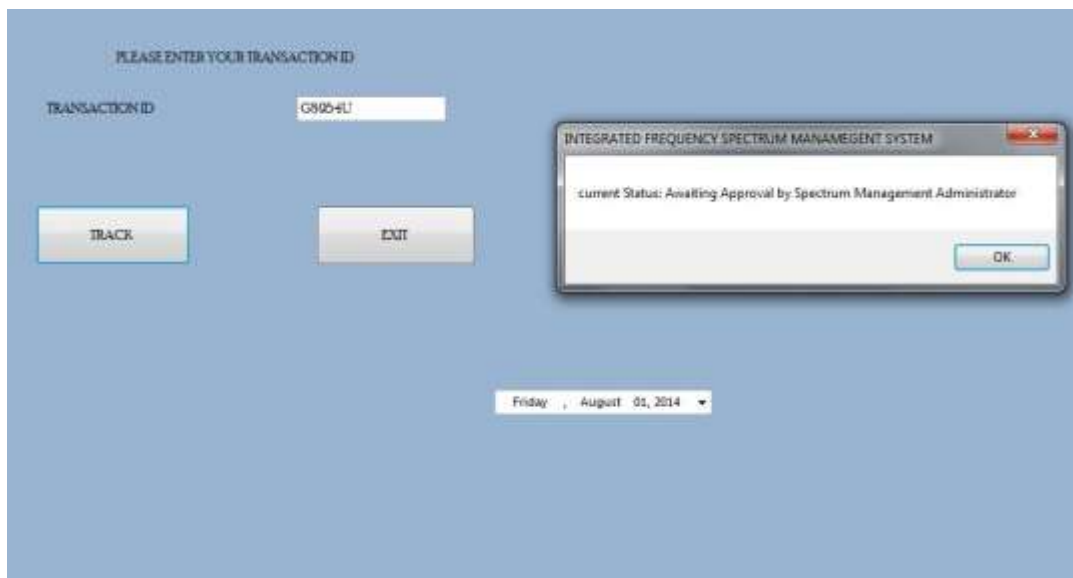 PLEASE ENTER YOUR TRANSACTION ID
TRANSACTION ID
G8954U
INTEGRATED FREQUENCY SPECTRUM MANAMEGENT SYSTEM
current Status: Awaiting Approval by Spectrum Management Administrator
OK
TRACK
EXIT
Friday , August 01, 2014